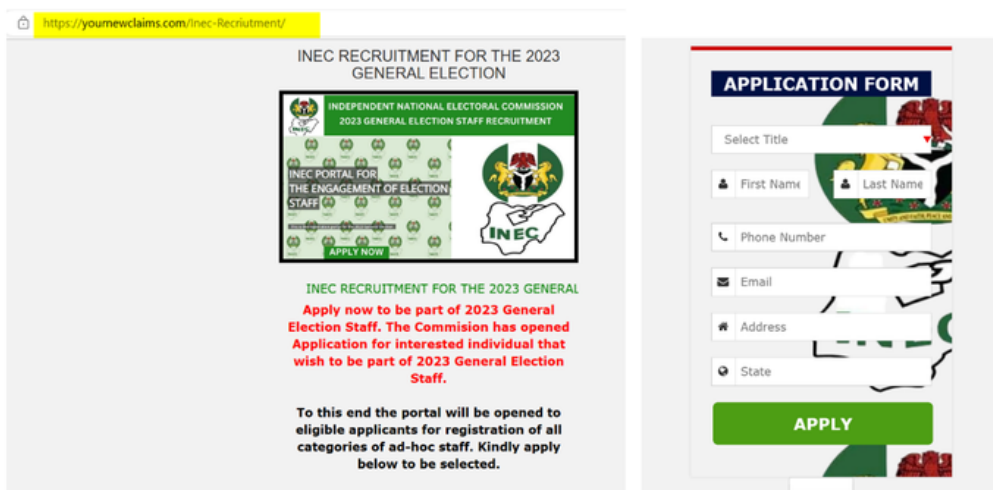 https://yournewclaims.com/Inec-Recriutment/
INEC RECRUITMENT FOR THE 2023
GENERAL ELECTION
INDEPENDENT NATIONAL ELECTORAL COMMISSION
2023 GENERAL ELECTION STAFF RECRUITMENT
INEC
INEC PORTAL FOR
THE ENGAGEMENT OF ELECTION
STAFF
APPLY NOW
INEC
INEC RECRUITMENT FOR THE 2023 GENERAL
Apply now to be part of 2023 General
Election Staff. The Commision has opened
Application for interested individual that
wish to be part of 2023 General Election
Staff.
To this end the portal will be opened to
eligible applicants for registration of all
categories of ad-hoc staff. Kindly apply
below to be selected.
APPLICATION FORM
Select Title
First Name
Last Name
Phone Number
Email
Address
State
APPLY